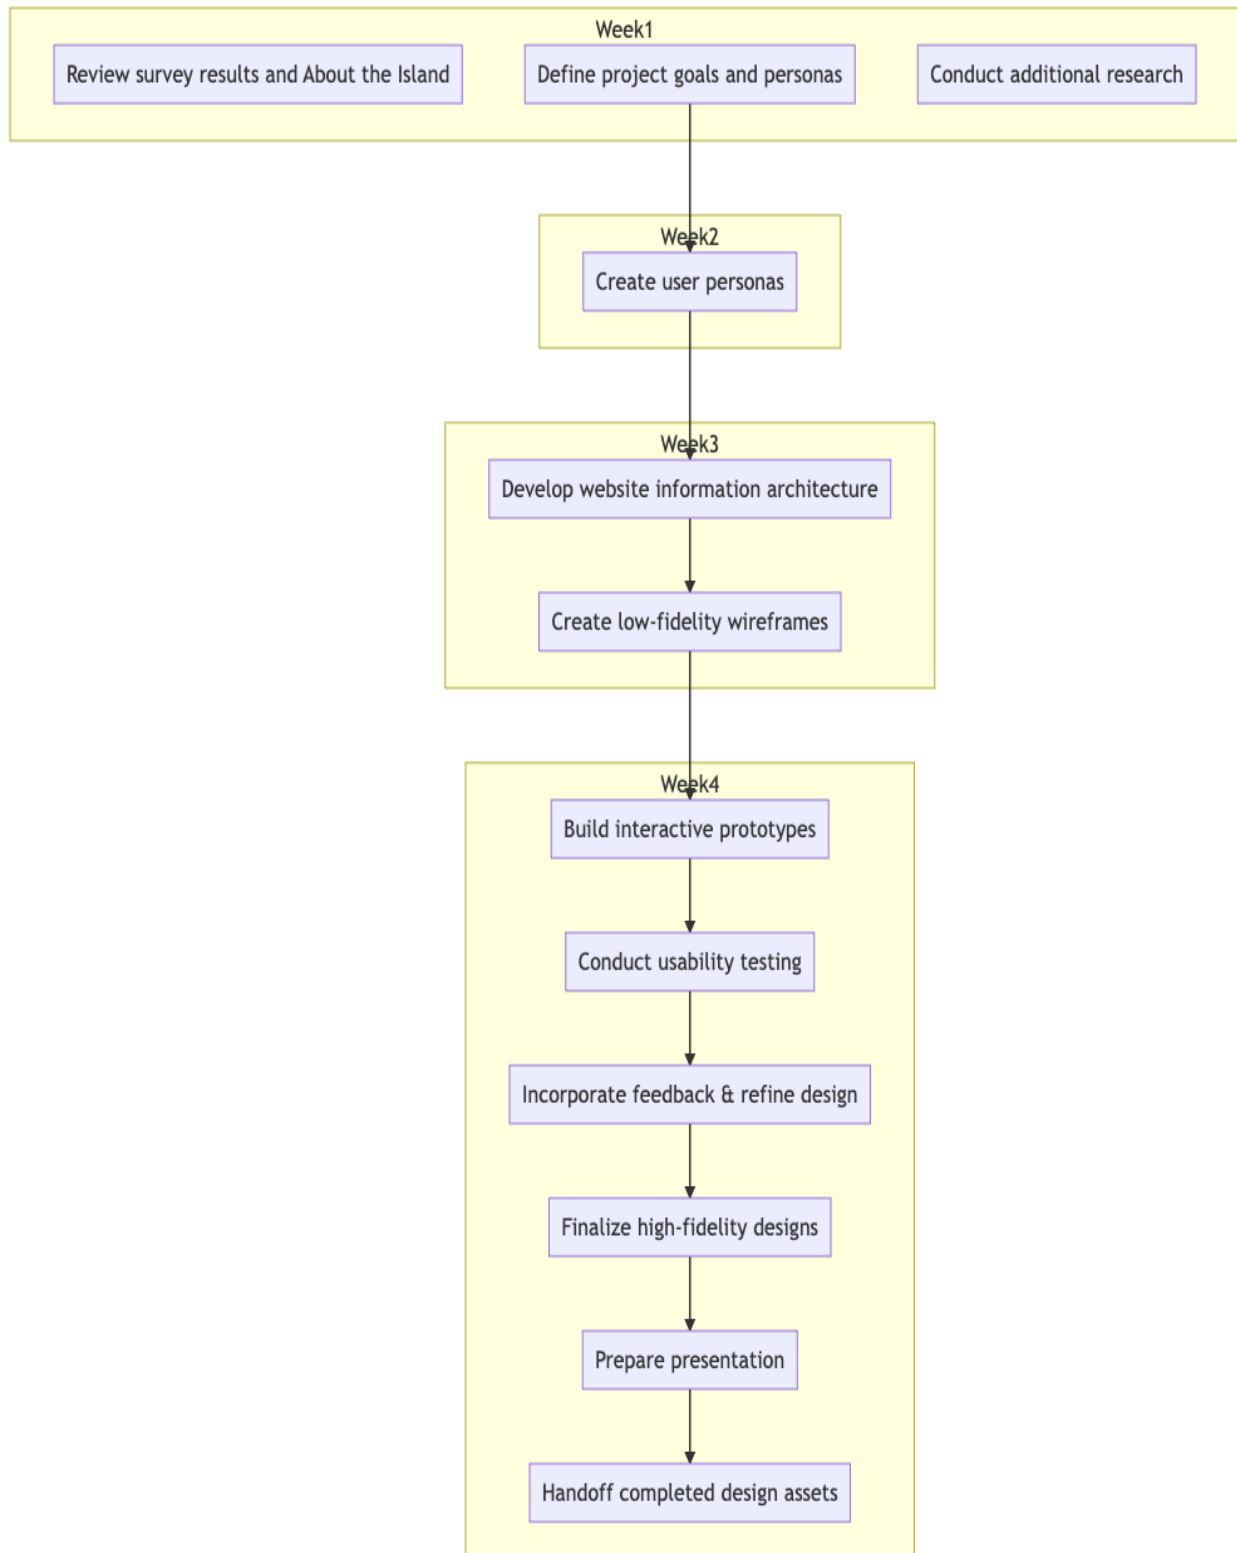 Week1
Review survey results and About the Island
Define project goals and personas
Conduct additional research
Week2
Create user personas
Week3
Develop website information architecture
Create low-fidelity wireframes
Week4
Build interactive prototypes
Conduct usability testing
Incorporate feedback & refine design
Finalize high-fidelity designs
Prepare presentation
Handoff completed design assets